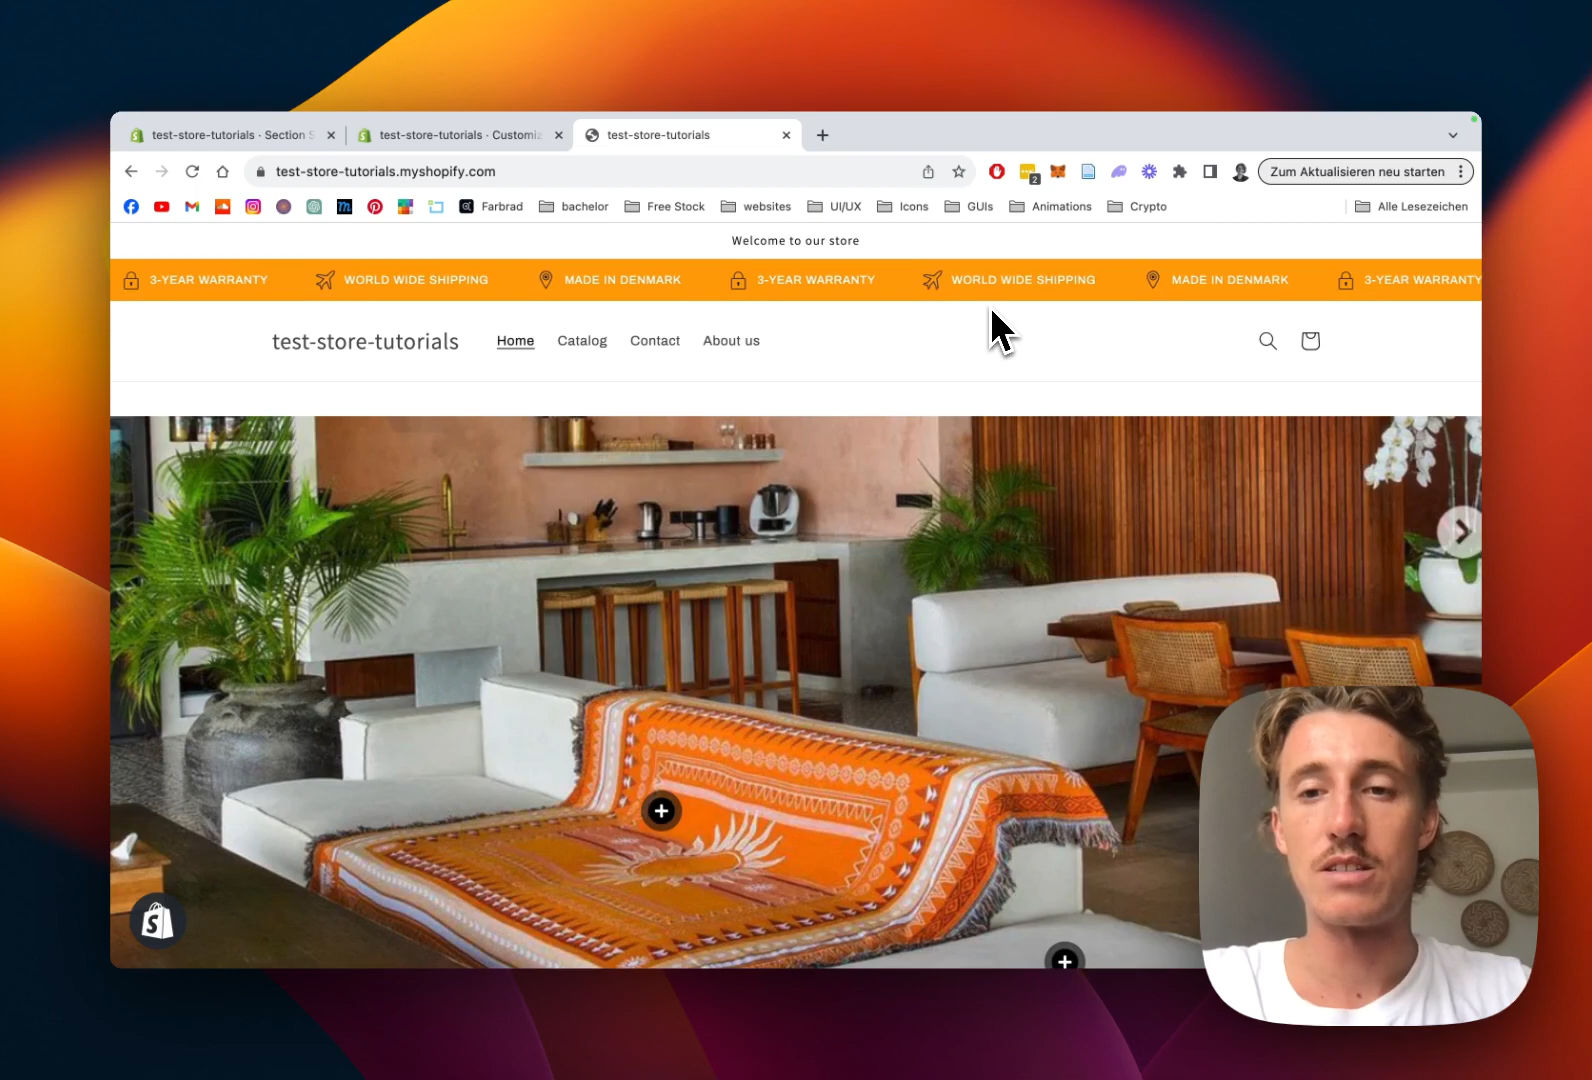 test-store-tutorials · Section S
test-store-tutorials · Customiz
test-store-tutorials
test-store-tutorials.myshopify.com
2
Zum Aktualisieren neu starten
Farbrad
bachelor
Free Stock
websites
UI/UX
Icons
GUIs
Animations
Crypto
Alle Lesezeichen
Welcome to our store
3-YEAR WARRANTY WORLD WIDE SHIPPING MADE IN DENMARK 3-YEAR WARRANTY WORLD WIDE SHIPPING MADE IN DENMARK 3-YEAR WARRANTY
test-store-tutorials
Home Catalog Contact About us